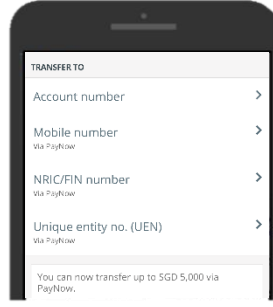 TRANSFER TO
Account number
Mobile number
Via PayNow
NRIC/FIN number
Via PayNow
Unique entity no. (UEN)
Via PayNow
You can now transfer up to SGD 5,000 via
PayNow.